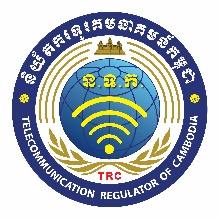 និយ័តករទូរគមនាគមន៍កម្ពុជា
ន.ទ.ក.
TRC
TELECOMMUNICATION REGULATOR OF CAMBODIA